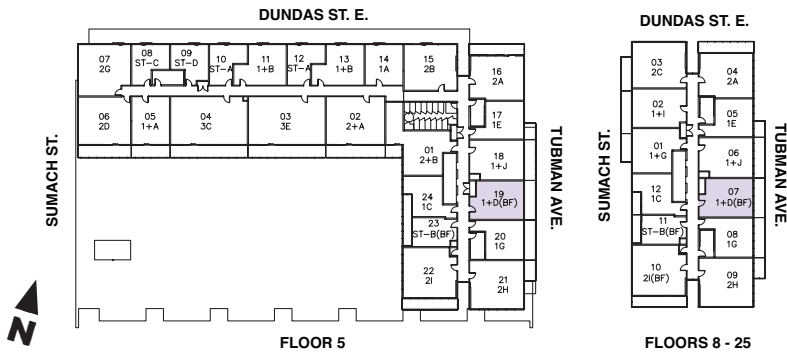 DUNDAS ST. E.
07
2G
08
ST-C
09
ST-D
10
ST-A
11
1+B
12
ST-A
13
1+B
14
1A
15
2B
16
2A
06
2D
05
1+A
04
3C
03
3E
02
2+A
17
1E
01
2+B
18
1+J
24
1C
19
1+D(BF)
23
ST-B(BF)
20
1G
22
2I
21
2H
SUMACH ST.
TUBMAN AVE.
N
FLOOR 5
DUNDAS ST. E.
03
2C
04
2A
02
1+I
05
1E
01
1+G
06
1+J
12
1C
07
1+D(BF)
11
ST-B(BF)
08
1G
10
2I(BF)
09
2H
SUMACH ST.
TUBMAN AVE.
FLOORS 8 - 25